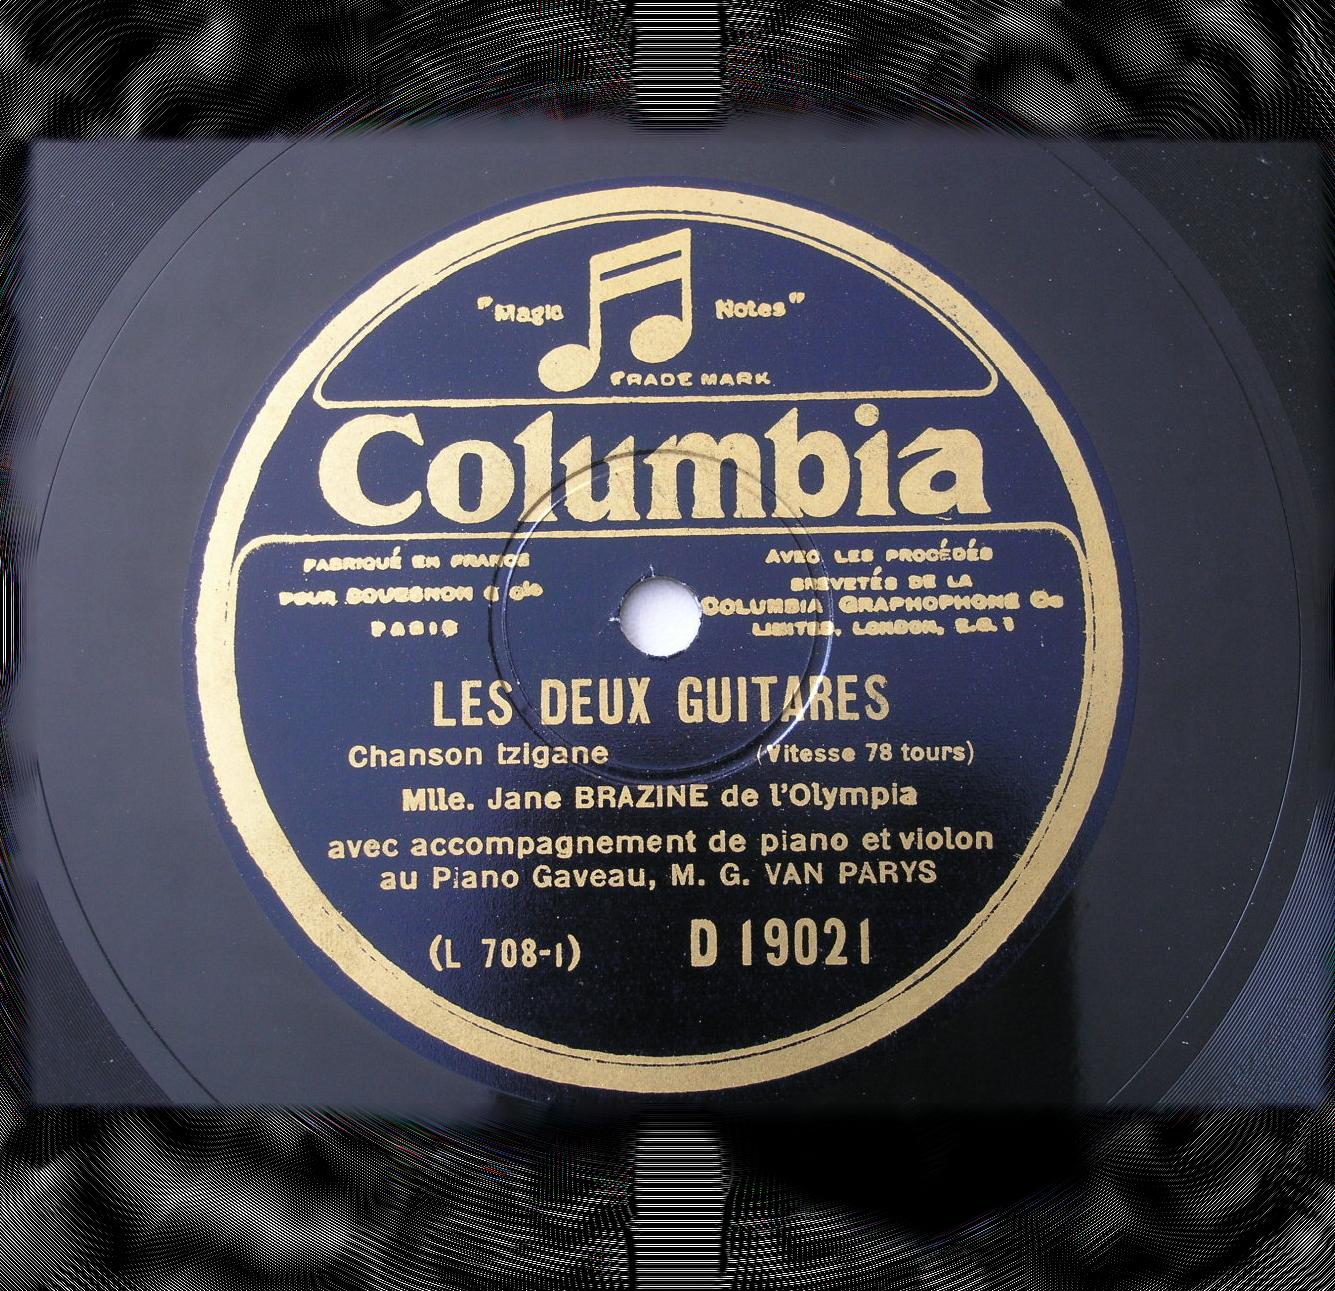 "Magic Notes"
TRADE MARK
Columbia
FABRIQUÉ EN FRANCE
POUR COUESNON & Cie
PARIS
AVEC LES PROCÉDÉS
BREVETÉS DE LA
COLUMBIA GRAPHOPHONE Co
LIMITED, LONDON, E.C. 1
LES DEUX GUITARES
Chanson tzigane (Vitesse 78 tours)
Mlle. Jane BRAZINE de l'Olympia
avec accompagnement de piano et violon
au Piano Gaveau, M. G. VAN PARYS
(L 708-1) D 19021